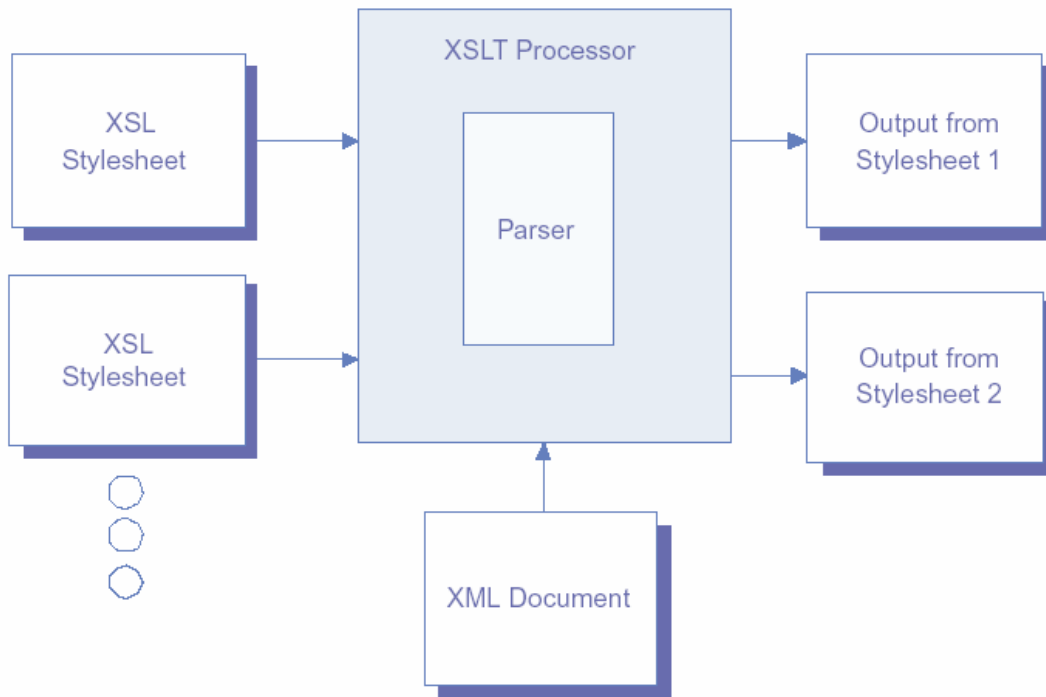 XSLT Processor
XSL
Stylesheet
Parser
Output from
Stylesheet 1
XSL
Stylesheet
Output from
Stylesheet 2
XML Document